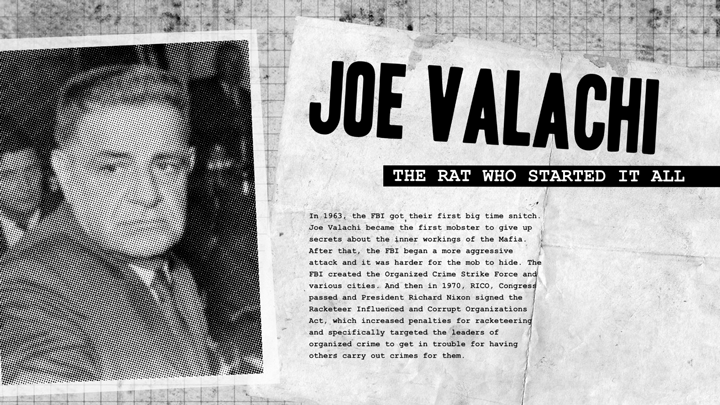 JOE VALACHI
THE RAT WHO STARTED IT ALL
In 1963, the FBI got their first big time snitch.
Joe Valachi became the first mobster to give up
secrets about the inner workings of the Mafia.
After that, the FBI began a more aggressive
attack and it was harder for the mob to hide. The
FBI created the Organized Crime Strike Force and
various cities. And then in 1970, RICO, Congress
passed and President Richard Nixon signed the
Racketeer Influenced and Corrupt Organizations
Act, which increased penalties for racketeering
and specifically targeted the leaders of
organized crime to get in trouble for having
others carry out crimes for them.